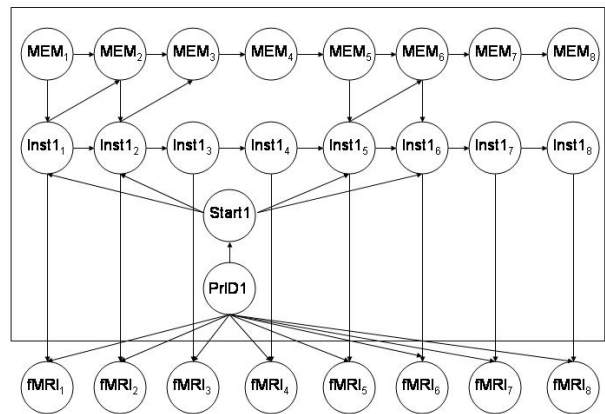 MEM₁ MEM₂ MEM₃ MEM₄ MEM₅ MEM₆ MEM₇ MEM₈
Inst1₁ Inst1₂ Inst1₃ Inst1₄ Inst1₅ Inst1₆ Inst1₇ Inst1₈
Start1
PrID1
fMRI₁ fMRI₂ fMRI₃ fMRI₄ fMRI₅ fMRI₆ fMRI₇ fMRI₈